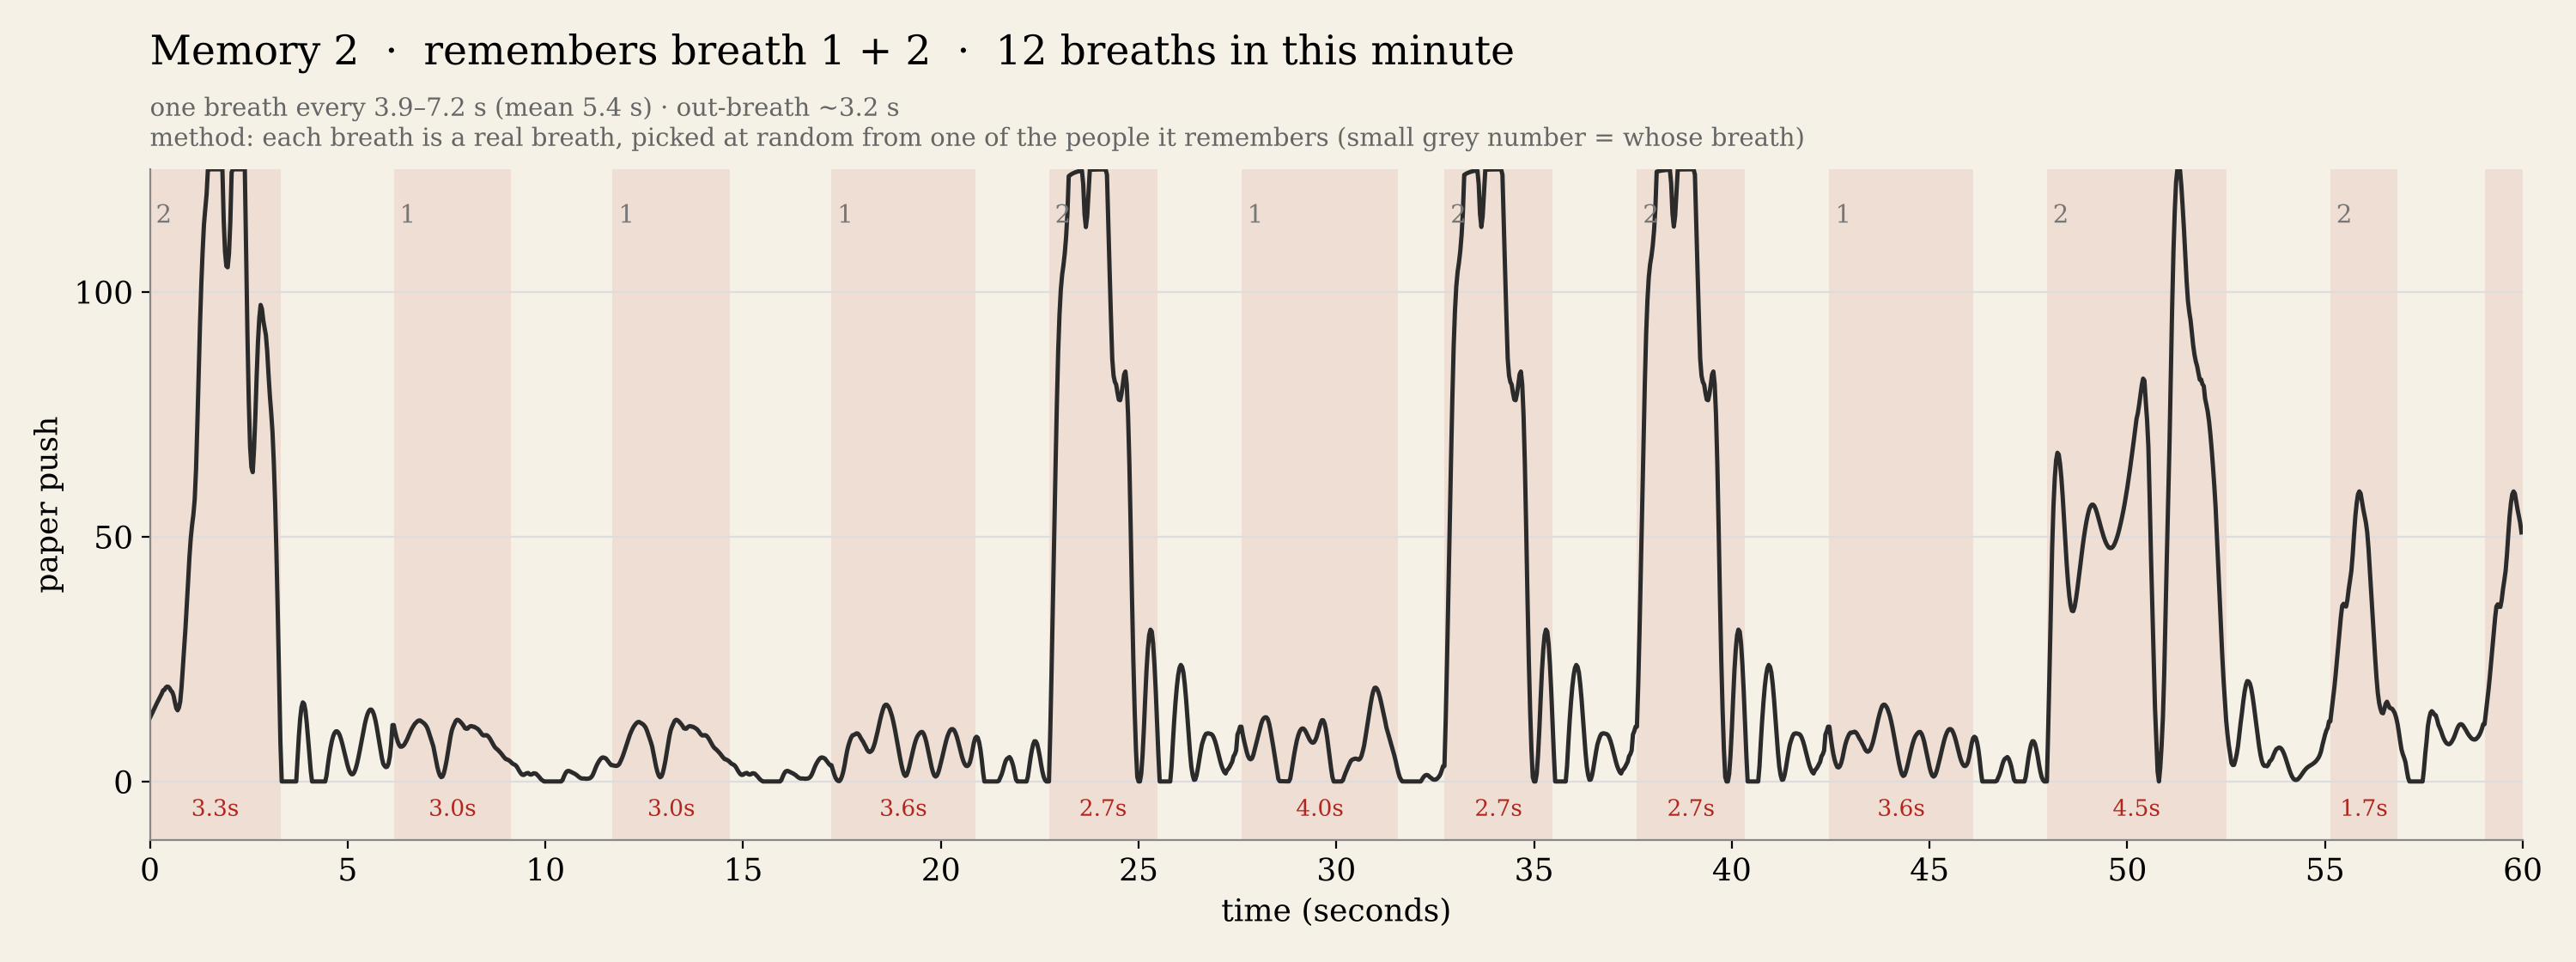 Memory 2 · remembers breath 1 + 2 · 12 breaths in this minute
one breath every 3.9–7.2 s (mean 5.4 s) · out-breath ~3.2 s
method: each breath is a real breath, picked at random from one of the people it remembers (small grey number = whose breath)
2 1 1 1 2 1 2 2 1 2 2
100
50
0
paper push
3.3s 3.0s 3.0s 3.6s 2.7s 4.0s 2.7s 2.7s 3.6s 4.5s 1.7s
0 5 10 15 20 25 30 35 40 45 50 55 60
time (seconds)